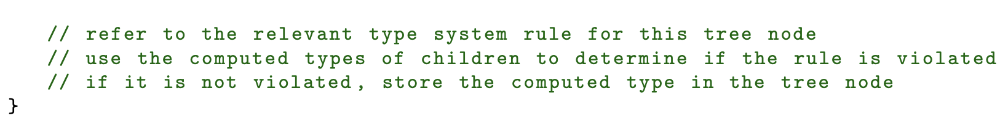 // refer to the relevant type system rule for this tree node
// use the computed types of children to determine if the rule is violated
// if it is not violated, store the computed type in the tree node
}